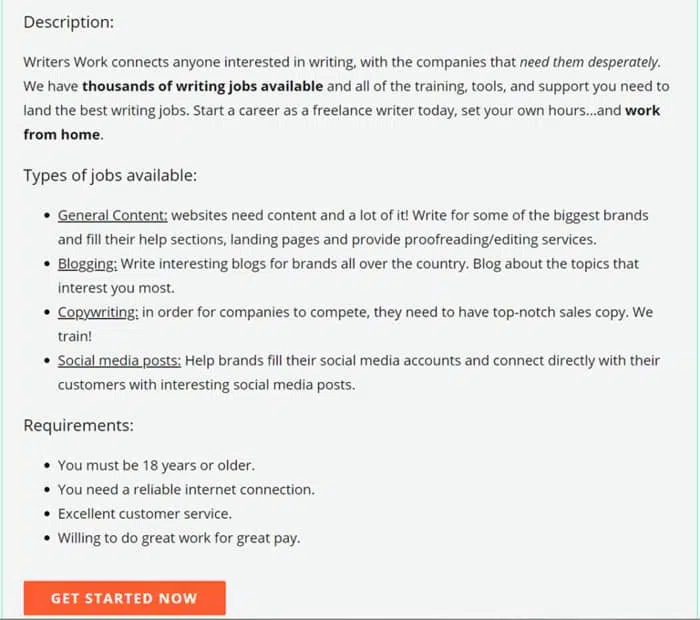 Description:
Writers Work connects anyone interested in writing, with the companies that need them desperately.
We have thousands of writing jobs available and all of the training, tools, and support you need to
land the best writing jobs. Start a career as a freelance writer today, set your own hours...and work
from home.
Types of jobs available:
• General Content: websites need content and a lot of it! Write for some of the biggest brands
and fill their help sections, landing pages and provide proofreading/editing services.
• Blogging: Write interesting blogs for brands all over the country. Blog about the topics that
interest you most.
• Copywriting: in order for companies to compete, they need to have top-notch sales copy. We
train!
• Social media posts: Help brands fill their social media accounts and connect directly with their
customers with interesting social media posts.
Requirements:
• You must be 18 years or older.
• You need a reliable internet connection.
• Excellent customer service.
• Willing to do great work for great pay.
GET STARTED NOW